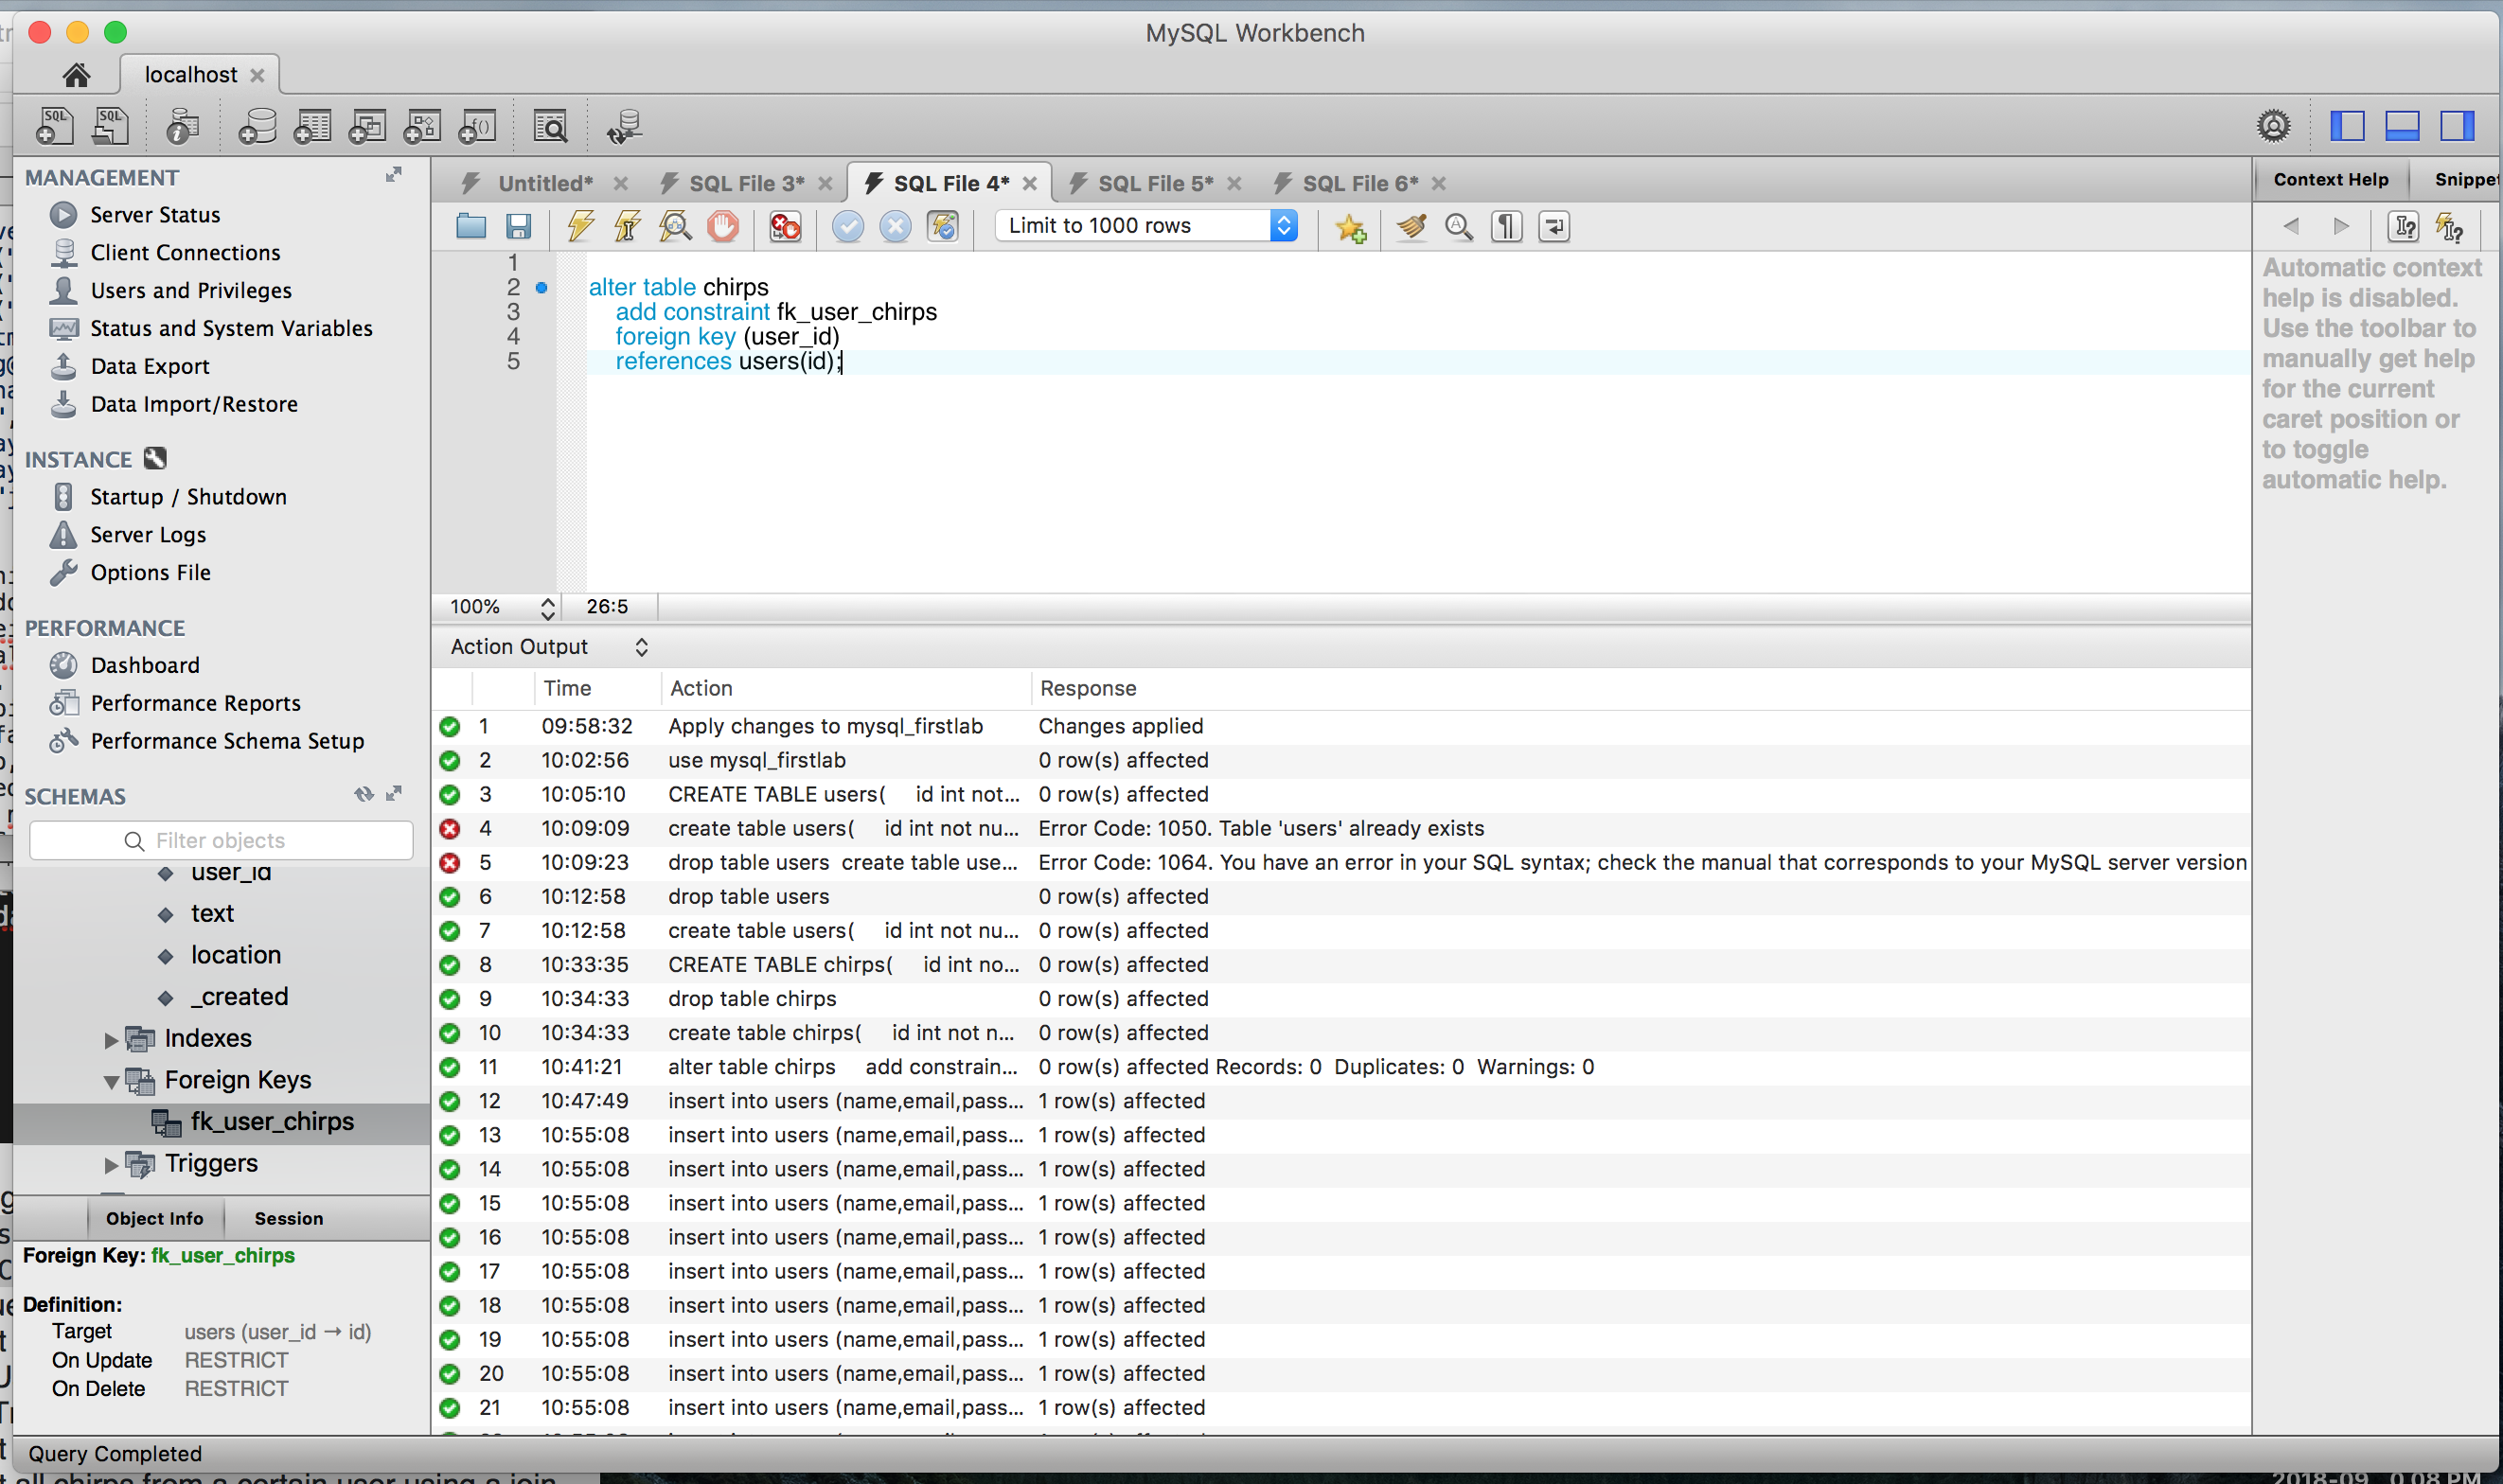 MySQL Workbench
localhost
SQL SQL
MANAGEMENT
Server Status
Client Connections
Users and Privileges
Status and System Variables
Data Export
Data Import/Restore
INSTANCE
Startup / Shutdown
Server Logs
Options File
PERFORMANCE
Dashboard
Performance Reports
Performance Schema Setup
SCHEMAS
Filter objects
user_id
text
location
_created
Indexes
Foreign Keys
fk_user_chirps
Triggers
Object Info Session
Foreign Key: fk_user_chirps
Definition:
Target users (user_id → id)
On Update RESTRICT
On Delete RESTRICT
Untitled* SQL File 3* SQL File 4* SQL File 5* SQL File 6*
Limit to 1000 rows
1
2 alter table chirps
3 add constraint fk_user_chirps
4 foreign key (user_id)
5 references users(id);
100% 26:5
Action Output
Time Action Response
1 09:58:32 Apply changes to mysql_firstlab Changes applied
2 10:02:56 use mysql_firstlab 0 row(s) affected
3 10:05:10 CREATE TABLE users( id int not... 0 row(s) affected
4 10:09:09 create table users( id int not nu... Error Code: 1050. Table 'users' already exists
5 10:09:23 drop table users create table use... Error Code: 1064. You have an error in your SQL syntax; check the manual that corresponds to your MySQL server version
6 10:12:58 drop table users 0 row(s) affected
7 10:12:58 create table users( id int not nu... 0 row(s) affected
8 10:33:35 CREATE TABLE chirps( id int no... 0 row(s) affected
9 10:34:33 drop table chirps 0 row(s) affected
10 10:34:33 create table chirps( id int not n... 0 row(s) affected
11 10:41:21 alter table chirps add constrain... 0 row(s) affected Records: 0 Duplicates: 0 Warnings: 0
12 10:47:49 insert into users (name,email,pass... 1 row(s) affected
13 10:55:08 insert into users (name,email,pass... 1 row(s) affected
14 10:55:08 insert into users (name,email,pass... 1 row(s) affected
15 10:55:08 insert into users (name,email,pass... 1 row(s) affected
16 10:55:08 insert into users (name,email,pass... 1 row(s) affected
17 10:55:08 insert into users (name,email,pass... 1 row(s) affected
18 10:55:08 insert into users (name,email,pass... 1 row(s) affected
19 10:55:08 insert into users (name,email,pass... 1 row(s) affected
20 10:55:08 insert into users (name,email,pass... 1 row(s) affected
21 10:55:08 insert into users (name,email,pass... 1 row(s) affected
Context Help Snippet
Automatic context
help is disabled.
Use the toolbar to
manually get help
for the current
caret position or
to toggle
automatic help.
Query Completed
all chirps from a certain user using a join